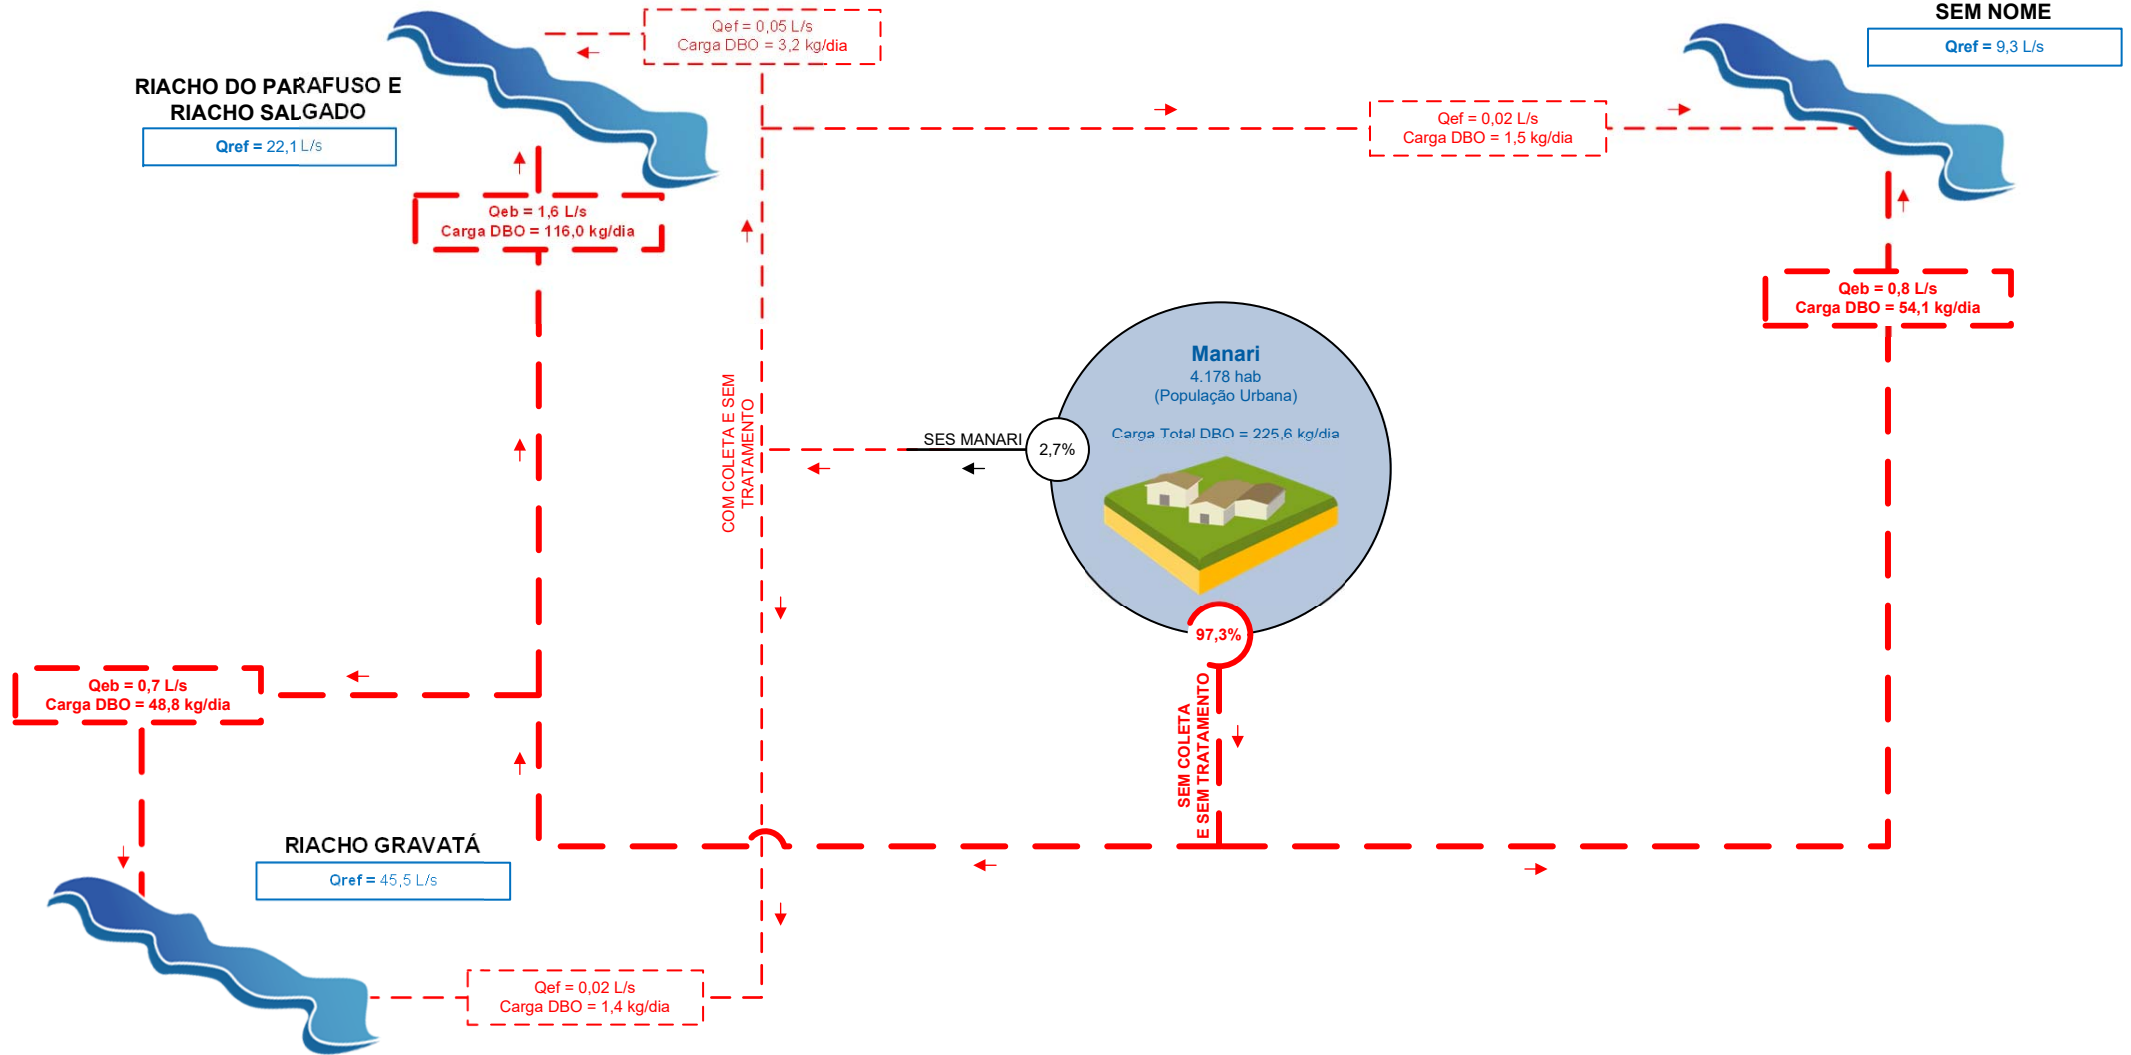 Qef = 0,05 L/s
Carga DBO = 3,2 kg/dia
SEM NOME
Qref = 9,3 L/s
RIACHO DO PARAFUSO E
RIACHO SALGADO
Qref = 22,1 L/s
Qef = 0,02 L/s
Carga DBO = 1,5 kg/dia
Qeb = 1,6 L/s
Carga DBO = 116,0 kg/dia
Qeb = 0,8 L/s
Carga DBO = 54,1 kg/dia
Manari
4.178 hab
(População Urbana)
Carga Total DBO = 225,6 kg/dia
COM COLETA E SEM
TRATAMENTO
SES MANARI
2,7%
97,3%
SEM COLETA
E SEM TRATAMENTO
Qeb = 0,7 L/s
Carga DBO = 48,8 kg/dia
RIACHO GRAVATÁ
Qref = 45,5 L/s
Qef = 0,02 L/s
Carga DBO = 1,4 kg/dia